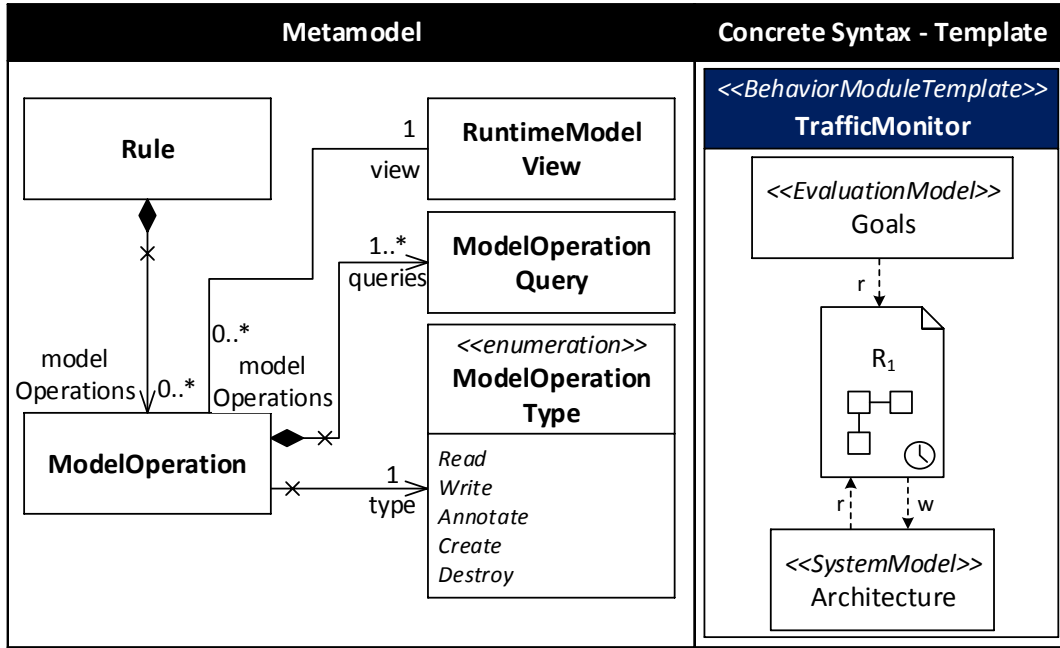 Metamodel
Concrete Syntax - Template
Rule
1
view
RuntimeModel
View
1..*
queries
ModelOperation
Query
0..*
model
Operations
model
Operations
0..*
ModelOperation
1
type
<<enumeration>>
ModelOperation
Type
Read
Write
Annotate
Create
Destroy
<<BehaviorModuleTemplate>>
TrafficMonitor
<<EvaluationModel>>
Goals
r
R₁
r
w
<<SystemModel>>
Architecture